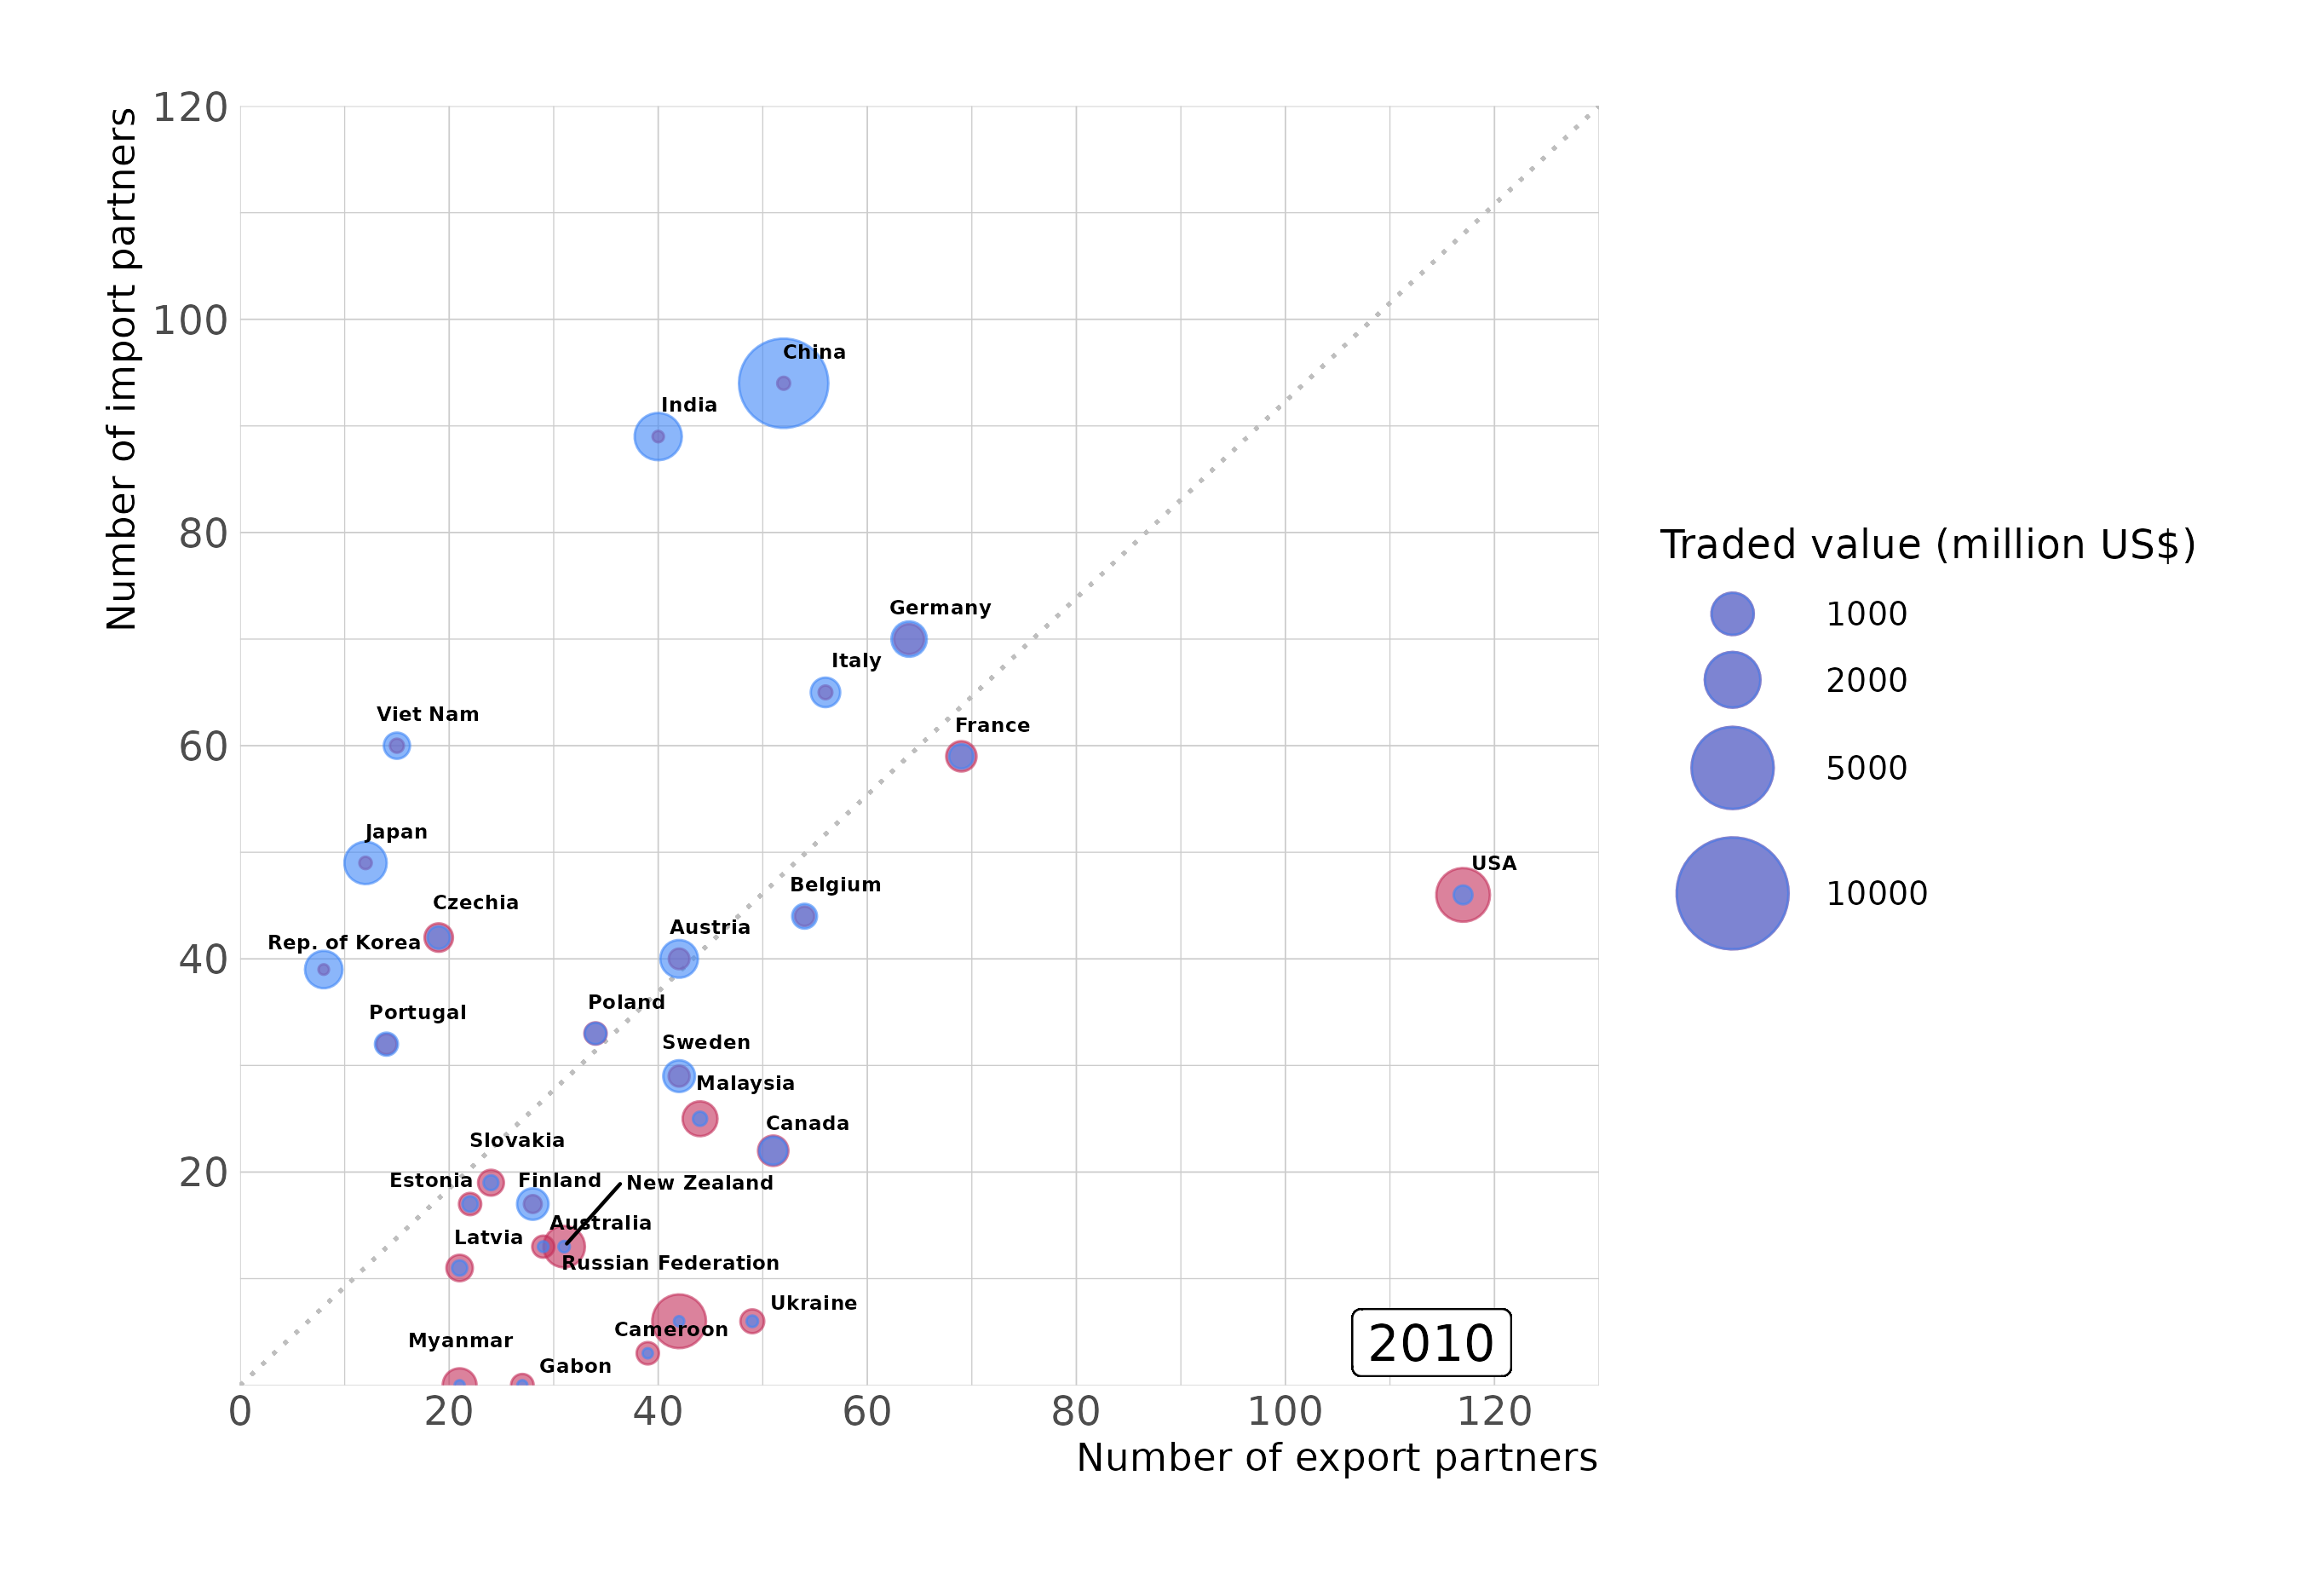 Number of import partners
120
100
80
60
40
20
China
India
Germany
Italy
Viet Nam
France
Japan
USA
Belgium
Czechia
Austria
Rep. of Korea
Poland
Portugal
Sweden
Malaysia
Canada
Slovakia
Estonia
Finland
New Zealand
Australia
Latvia
Russian Federation
Ukraine
Cameroon
Myanmar
Gabon
2010
0
20
40
60
80
100
120
Number of export partners
Traded value (million US$)
1000
2000
5000
10000